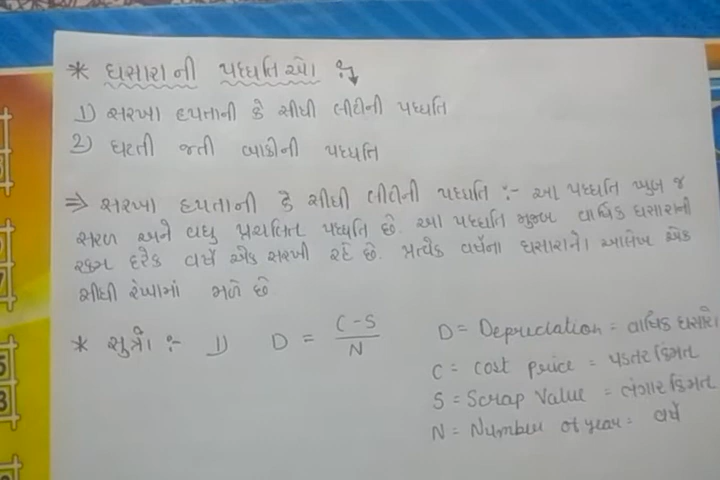 * ઘસારાની પધ્ધતિઓ :→
1) સરખા હપતાની કે સીધી લીટીની પધ્ધતિ
2) ઘટતી જતી બાકીની પધ્ધતિ
⇒ સરખા હપતાની કે સીધી લીટીની પધ્ધતિ :- આ પધ્ધતિ ખુબ જ
સરળ અને વધુ પ્રચલિત પધ્ધતિ છે. આ પધ્ધતિ મુજબ વાર્ષિક ઘસારાની
રકમ દરેક વર્ષે એક સરખી રહે છે. પ્રત્યેક વર્ષના ઘસારાનો આલેખ એક
સીધી રેખામાં મળે છે
* સુત્રો :- 1) D = (C-S)/N
D = Depreciation = વાર્ષિક ઘસારો
C = cost price = પડતર કિંમત
S = Scrap Value = ભંગાર કિંમત
N = Number of year = વર્ષ